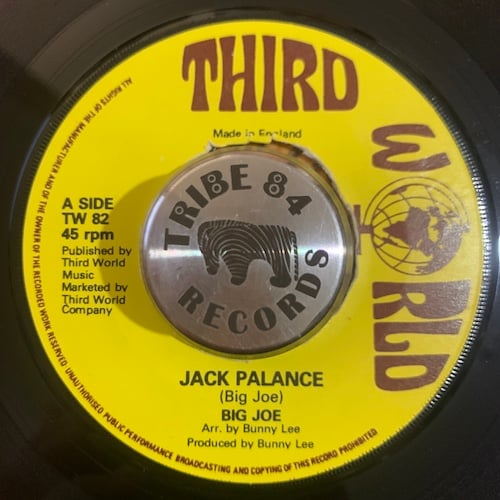 THIRD
WORLD
Made in England
TRIBE 84
RECORDS
A SIDE
TW 82
45 rpm
Published by
Third World
Music
Marketed by
Third World
Company
JACK PALANCE
(Big Joe)
BIG JOE
Arr. by Bunny Lee
Produced by Bunny Lee
ALL RIGHTS OF THE MANUFACTURER AND OF THE OWNER OF THE RECORDED WORK RESERVED UNAUTHORISED PUBLIC PERFORMANCE BROADCASTING AND COPYING OF THIS RECORD PROHIBITED